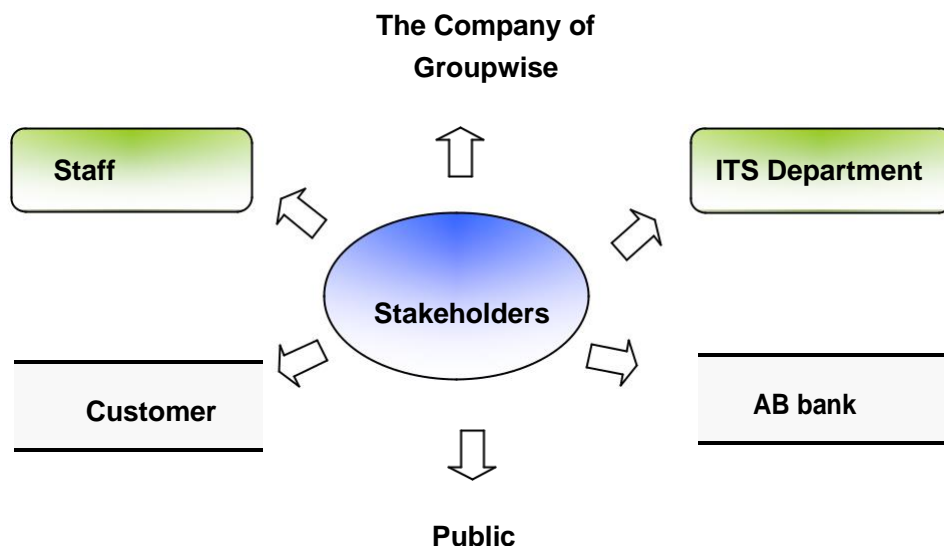 The Company of
Groupwise
Staff
ITS Department
Stakeholders
Customer
AB bank
Public